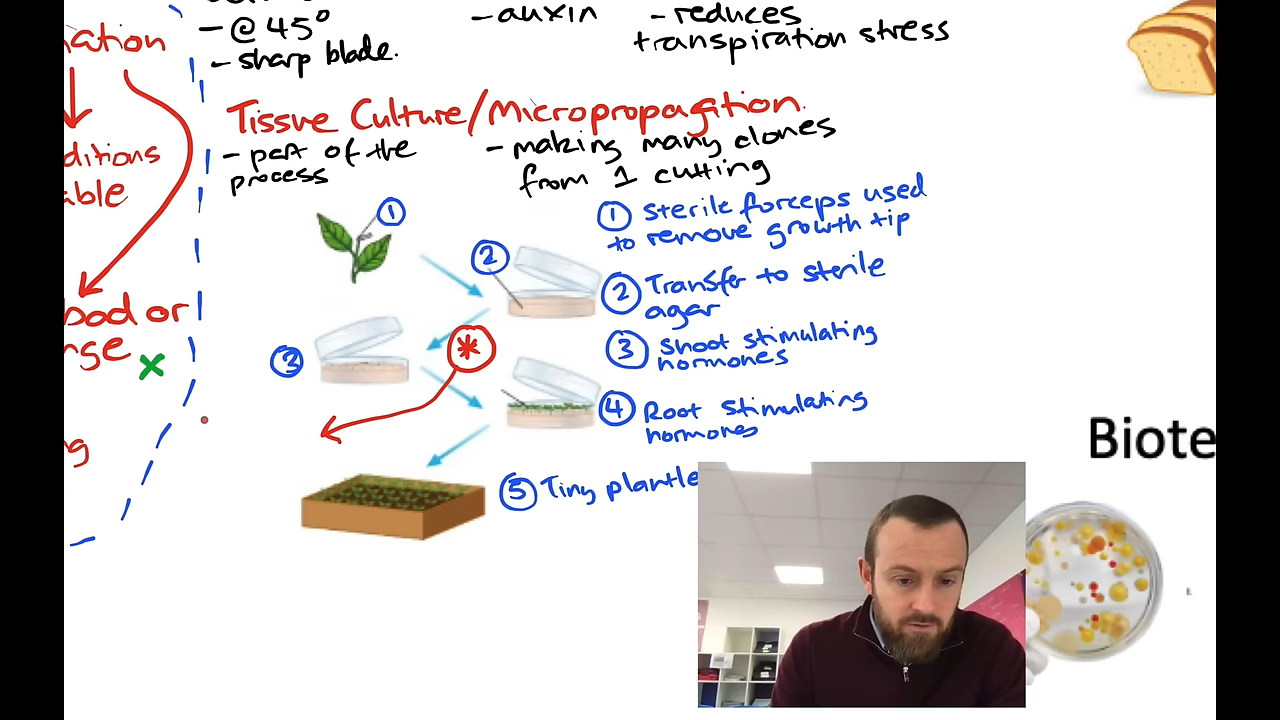 - @ 45°
- sharp blade.
- auxin
- reduces
transpiration stress
Tissue Culture/Micropropagation.
- part of the
process
- making many clones
from 1 cutting
1
2
3
*
① Sterile forceps used
to remove growth tip
② Transfer to sterile
agar
③ Shoot stimulating
hormones
④ Root stimulating
hormones
⑤ Tiny plantle
nation
ditions
able
ood or
rse x
g
Biote